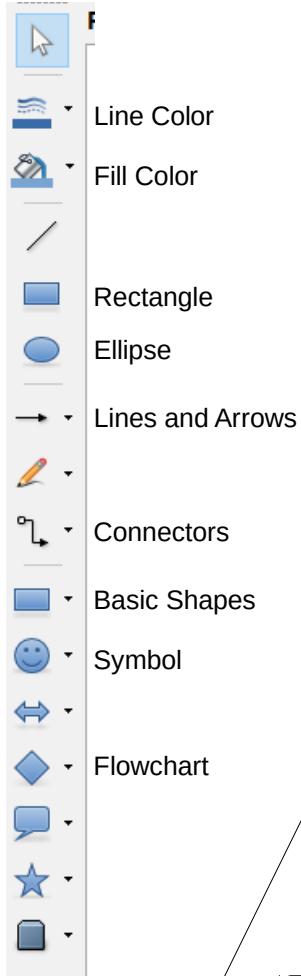 Line Color
Fill Color
Rectangle
Ellipse
Lines and Arrows
Connectors
Basic Shapes
Symbol
Flowchart